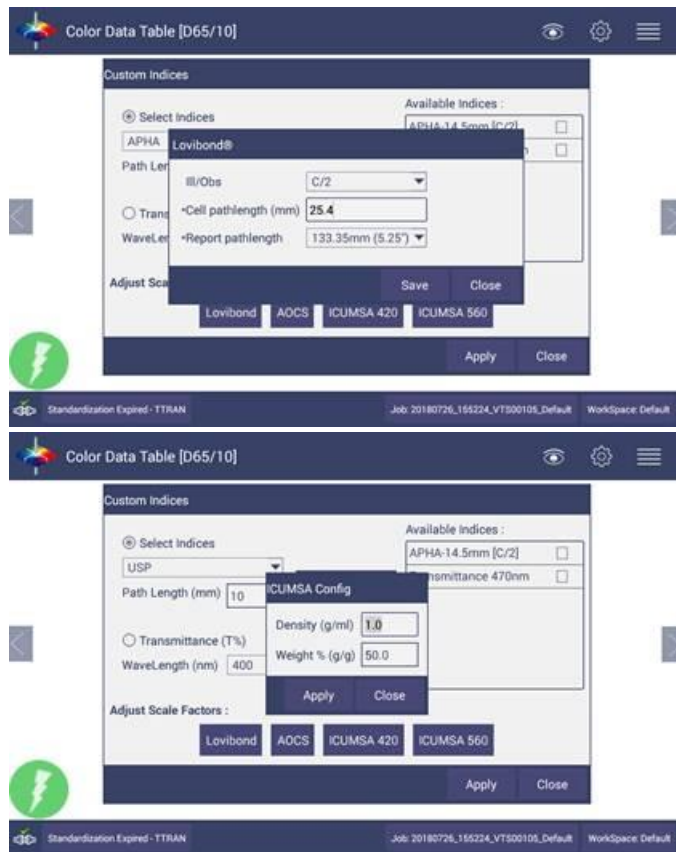 Color Data Table [D65/10]
Custom Indices
Select Indices
Available Indices :
APHA
APHA-14.5mm [C/2]
Lovibond®
Path Len
Ill/Obs
C/2
Trans
•Cell pathlength (mm)
25.4
WaveLen
•Report pathlength
133.35mm (5.25")
Adjust Sca
Save
Close
Lovibond
AOCS
ICUMSA 420
ICUMSA 560
Apply
Close
Standardization Expired - TTRAN
Job: 20180726_155224_VTS00105_Default
WorkSpace: Default
Color Data Table [D65/10]
Custom Indices
Select Indices
Available Indices :
USP
APHA-14.5mm [C/2]
nsmittance 470nm
Path Length (mm)
10
ICUMSA Config
Density (g/ml)
1.0
Transmittance (T%)
Weight % (g/g)
50.0
WaveLength (nm)
400
Apply
Close
Adjust Scale Factors :
Lovibond
AOCS
ICUMSA 420
ICUMSA 560
Apply
Close
Standardization Expired - TTRAN
Job: 20180726_155224_VTS00105_Default
WorkSpace: Default